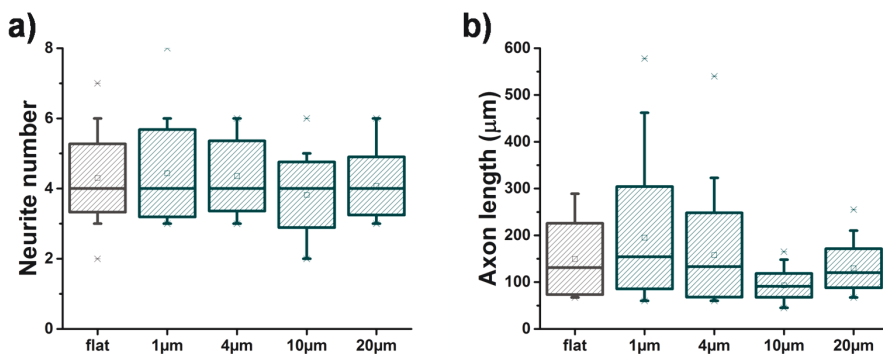 a)
Neurite number
8
6
4
2
0
flat 1µm 4µm 10µm 20µm
b)
Axon length (µm)
600
500
400
300
200
100
0
flat 1µm 4µm 10µm 20µm